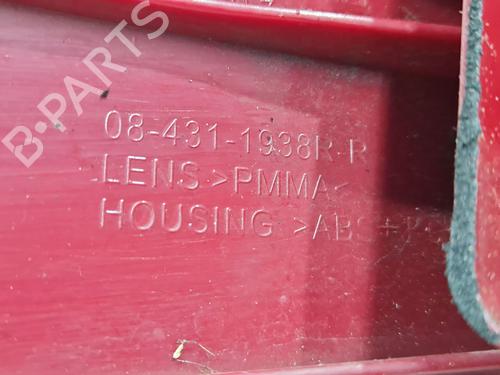 B-PARTS
08-431-1938R-R
LENS >PMMA<
HOUSING >ABS+P